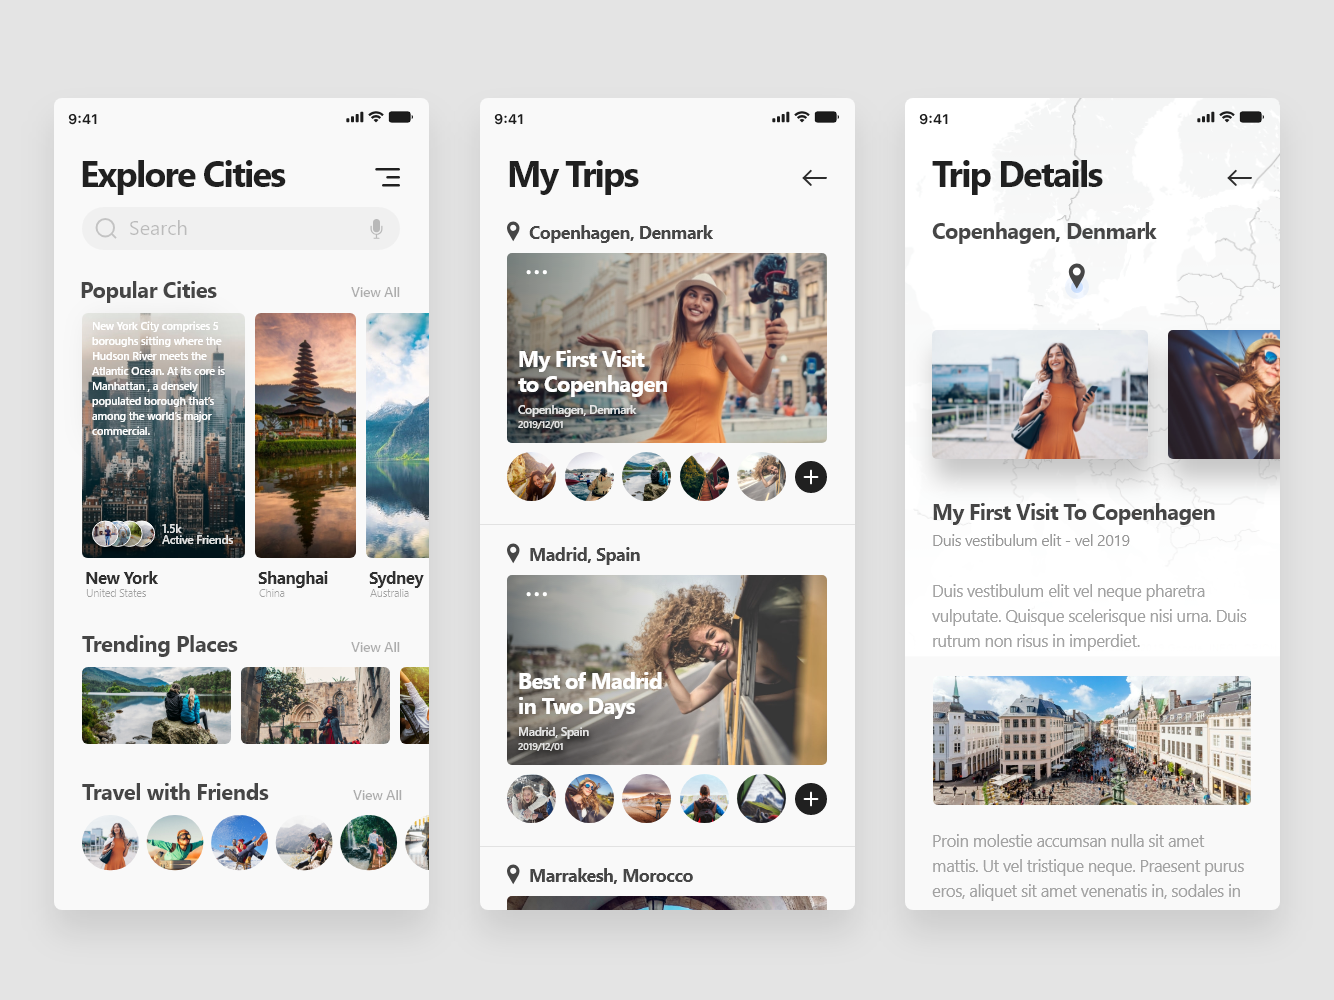 9:41
Explore Cities
Search
Popular Cities
View All
New York City comprises 5
boroughs sitting where the
Hudson River meets the
Atlantic Ocean. At its core is
Manhattan , a densely
populated borough that's
among the world's major
commercial.
1.5k
Active Friends
New York
United States
Shanghai
China
Sydney
Australia
Trending Places
View All
Travel with Friends
View All
9:41
My Trips
Copenhagen, Denmark
My First Visit
to Copenhagen
Copenhagen, Denmark
2019/12/01
Madrid, Spain
Best of Madrid
in Two Days
Madrid, Spain
2019/12/01
Marrakesh, Morocco
9:41
Trip Details
Copenhagen, Denmark
My First Visit To Copenhagen
Duis vestibulum elit - vel 2019
Duis vestibulum elit vel neque pharetra
vulputate. Quisque scelerisque nisi urna. Duis
rutrum non risus in imperdiet.
Proin molestie accumsan nulla sit amet
mattis. Ut vel tristique neque. Praesent purus
eros, aliquet sit amet venenatis in, sodales in